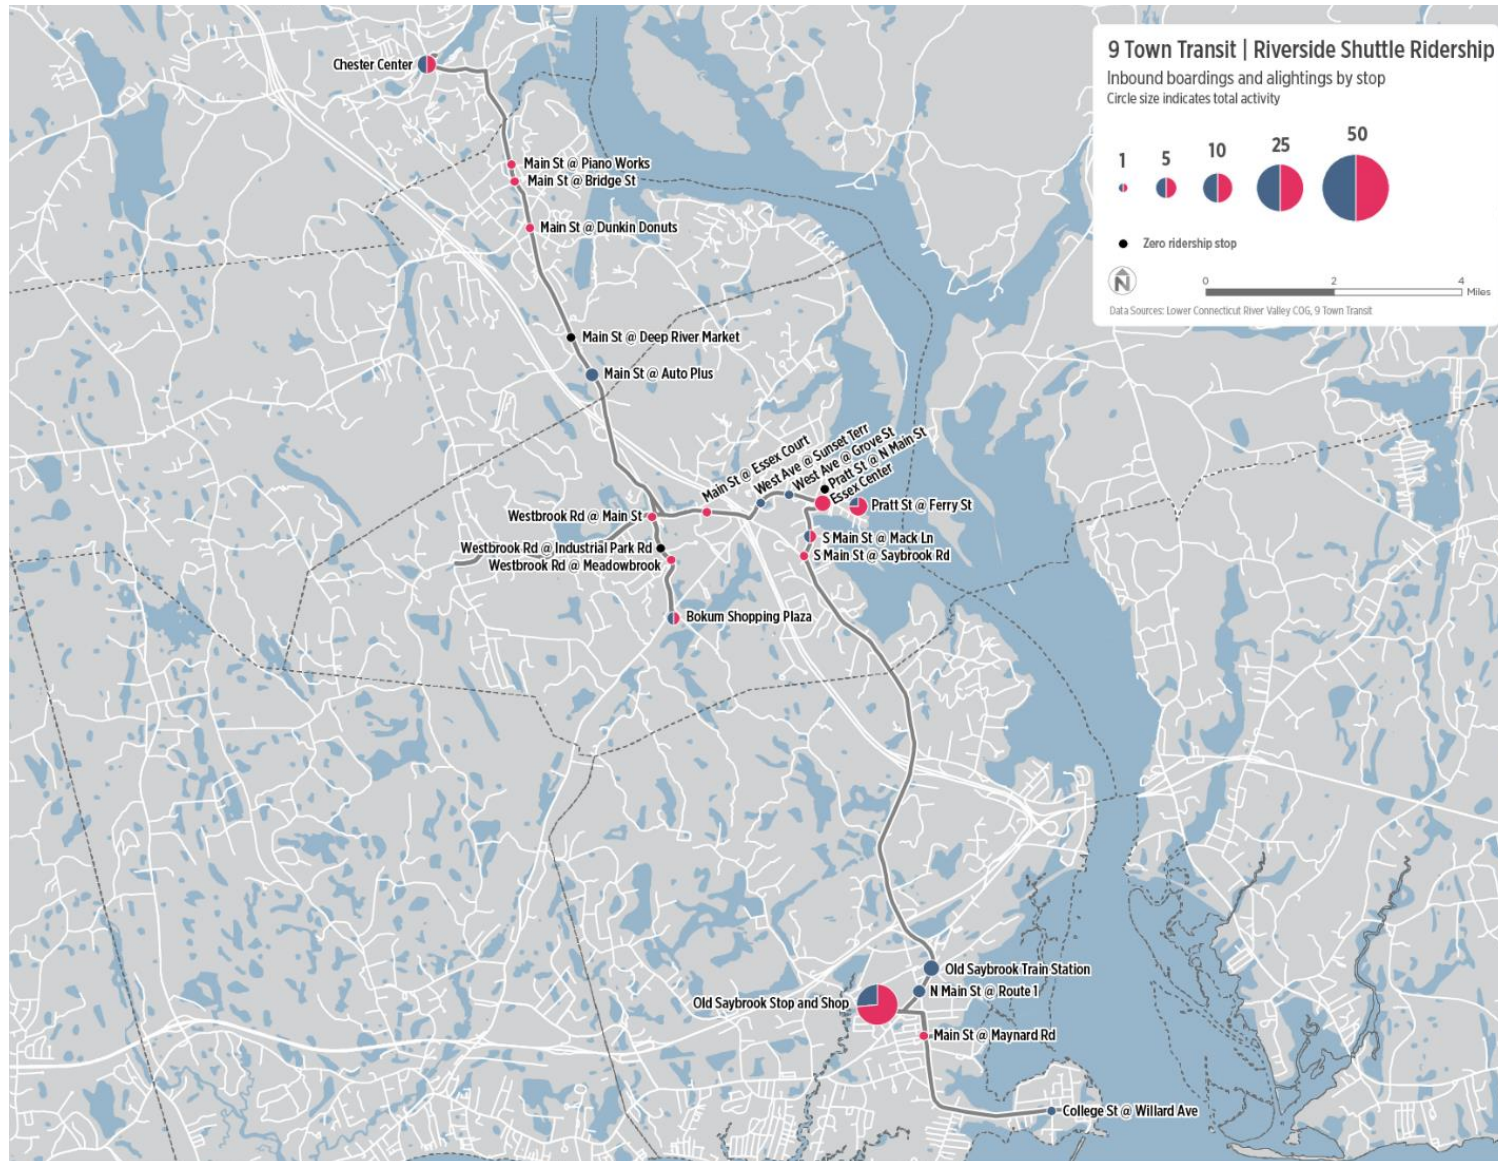 9 Town Transit | Riverside Shuttle Ridership
Inbound boardings and alightings by stop
Circle size indicates total activity
1
5
10
25
50
Zero ridership stop
N
0
2
4
Miles
Data Sources: Lower Connecticut River Valley COG, 9 Town Transit
Chester Center
Main St @ Piano Works
Main St @ Bridge St
Main St @ Dunkin Donuts
Main St @ Deep River Market
Main St @ Auto Plus
Main St @ Essex Court
West Ave @ Sunset Terr
West Ave @ Grove St
Pratt St @ N Main St
Essex Center
Pratt St @ Ferry St
Westbrook Rd @ Main St
S Main St @ Mack Ln
Westbrook Rd @ Industrial Park Rd
S Main St @ Saybrook Rd
Westbrook Rd @ Meadowbrook
Bokum Shopping Plaza
Old Saybrook Train Station
N Main St @ Route 1
Old Saybrook Stop and Shop
Main St @ Maynard Rd
College St @ Willard Ave